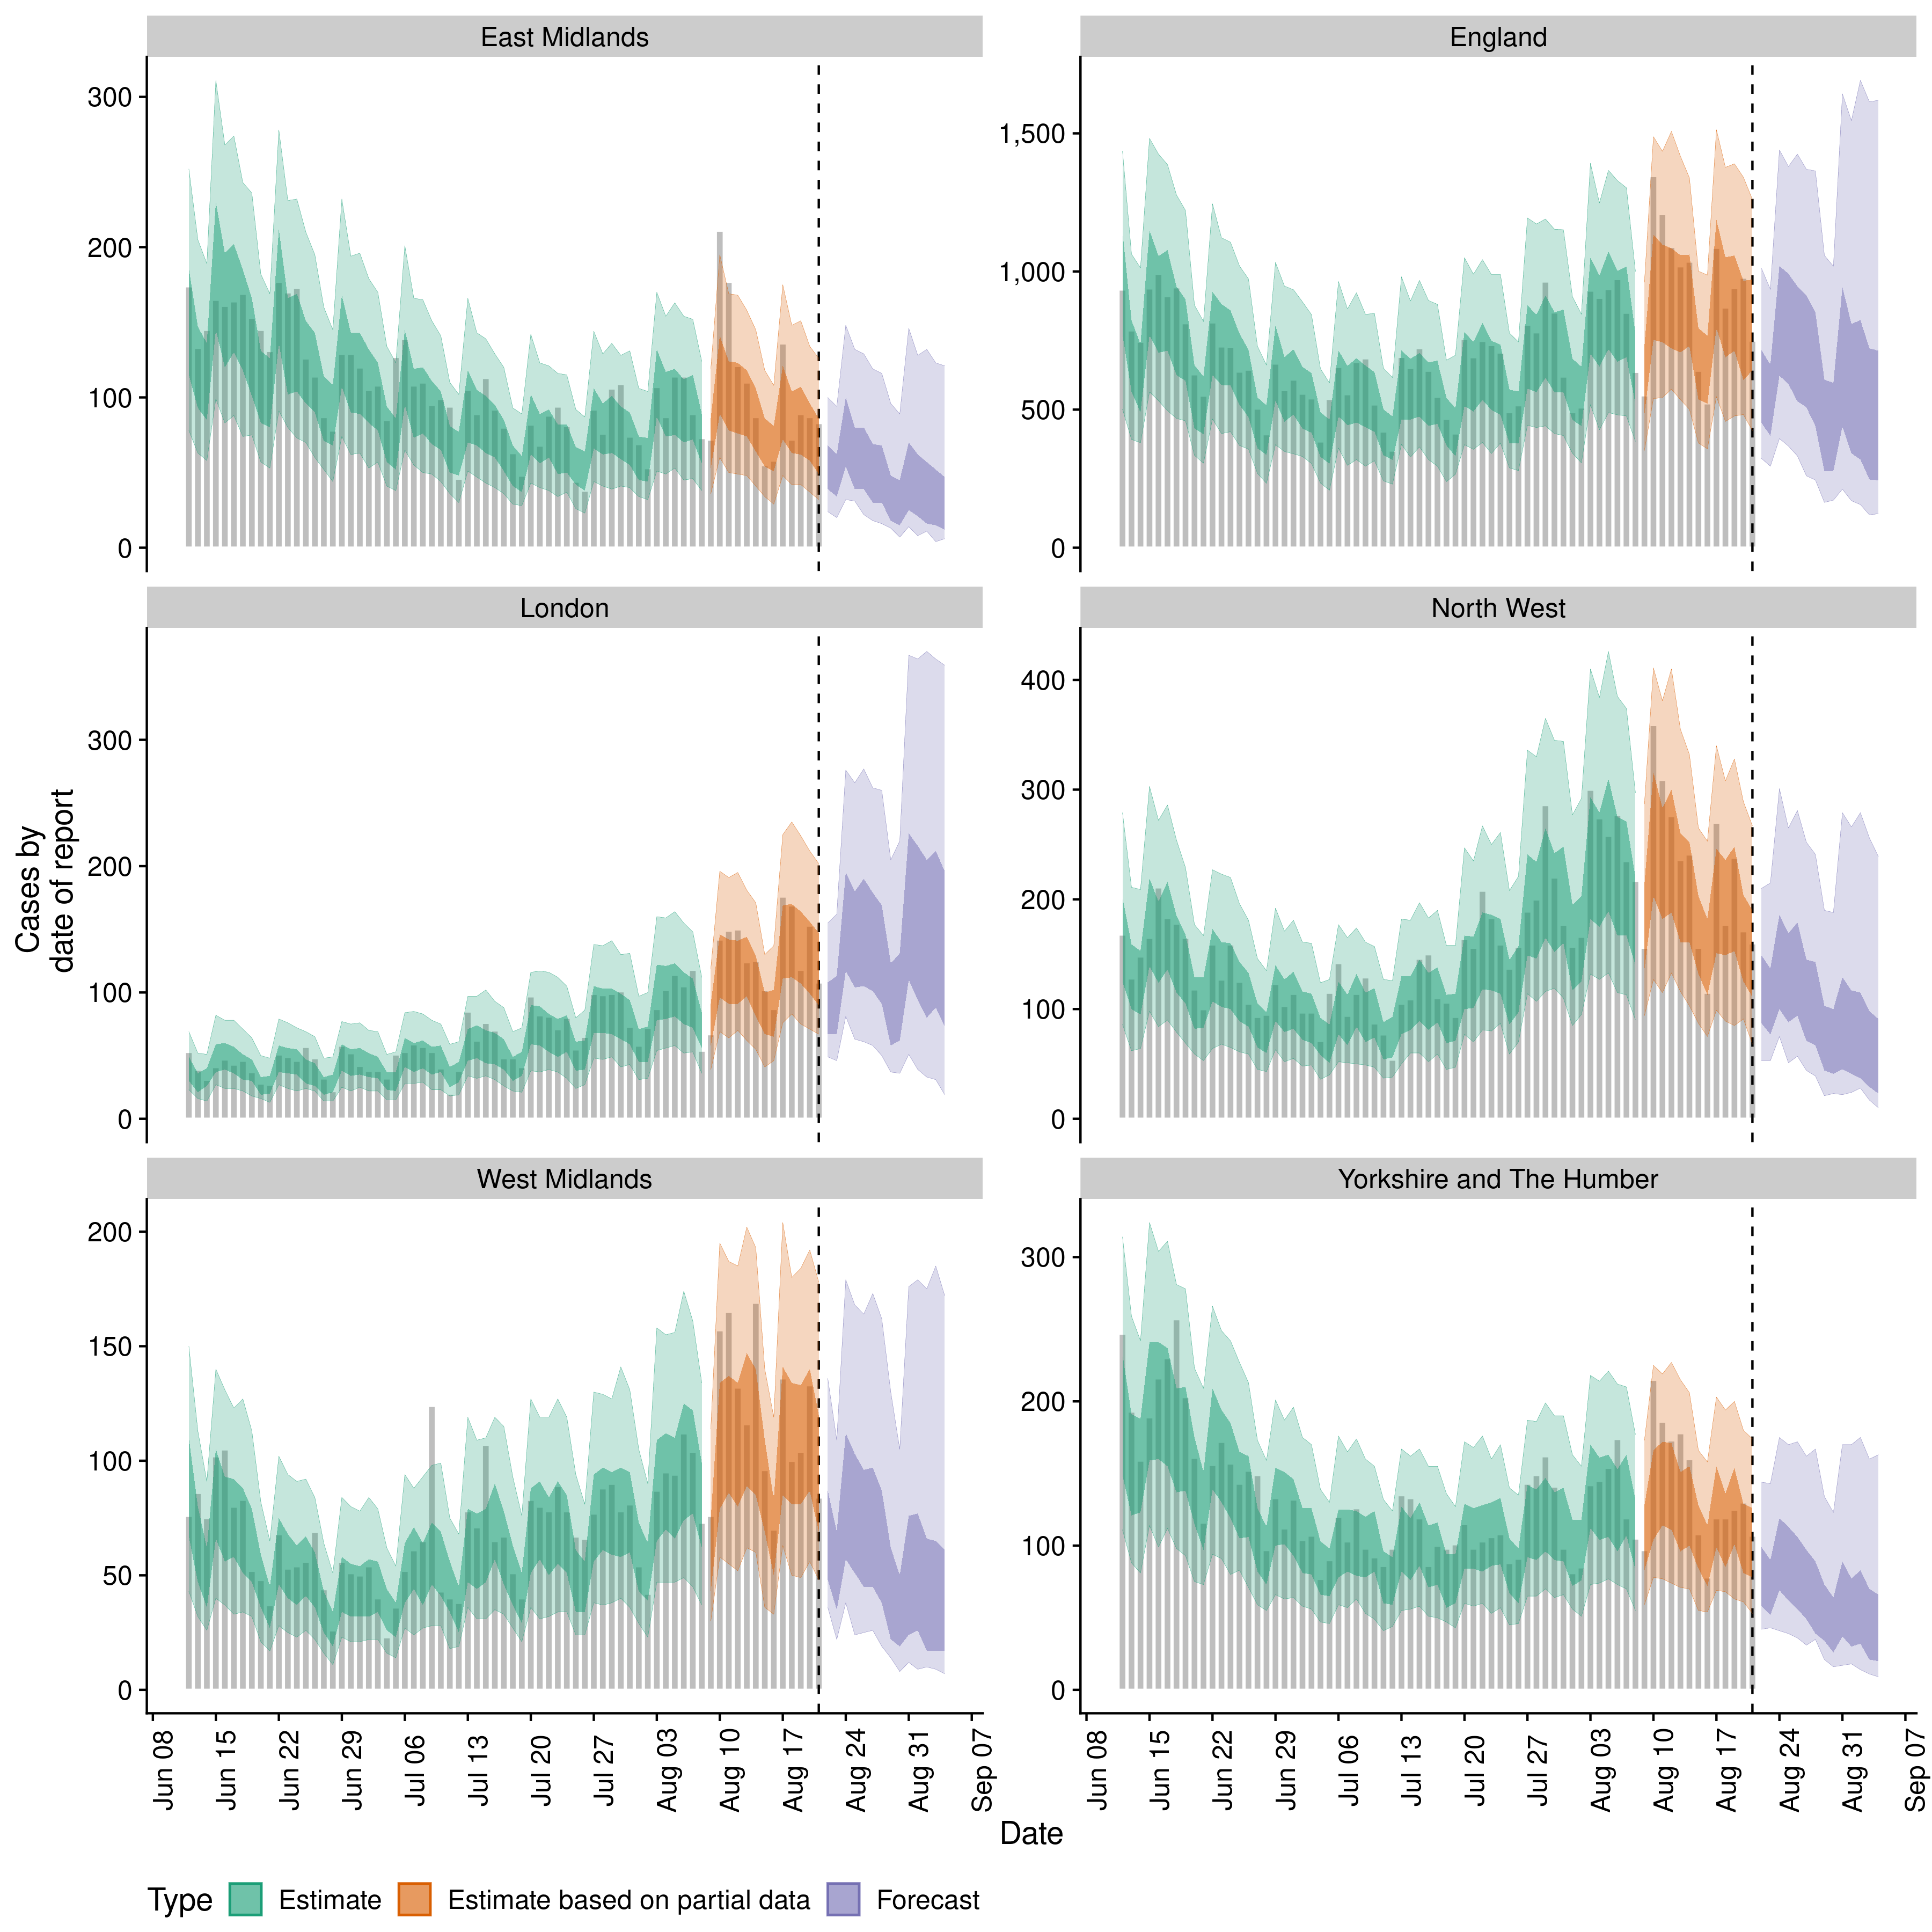 East Midlands
England
300
200
100
0
1,500
1,000
500
0
London
North West
300
200
100
0
400
300
200
100
0
Cases by
date of report
West Midlands
Yorkshire and The Humber
200
150
100
50
0
300
200
100
0
Jun 08
Jun 15
Jun 22
Jun 29
Jul 06
Jul 13
Jul 20
Jul 27
Aug 03
Aug 10
Aug 17
Aug 24
Aug 31
Sep 07
Jun 08
Jun 15
Jun 22
Jun 29
Jul 06
Jul 13
Jul 20
Jul 27
Aug 03
Aug 10
Aug 17
Aug 24
Aug 31
Sep 07
Date
Type Estimate Estimate based on partial data Forecast